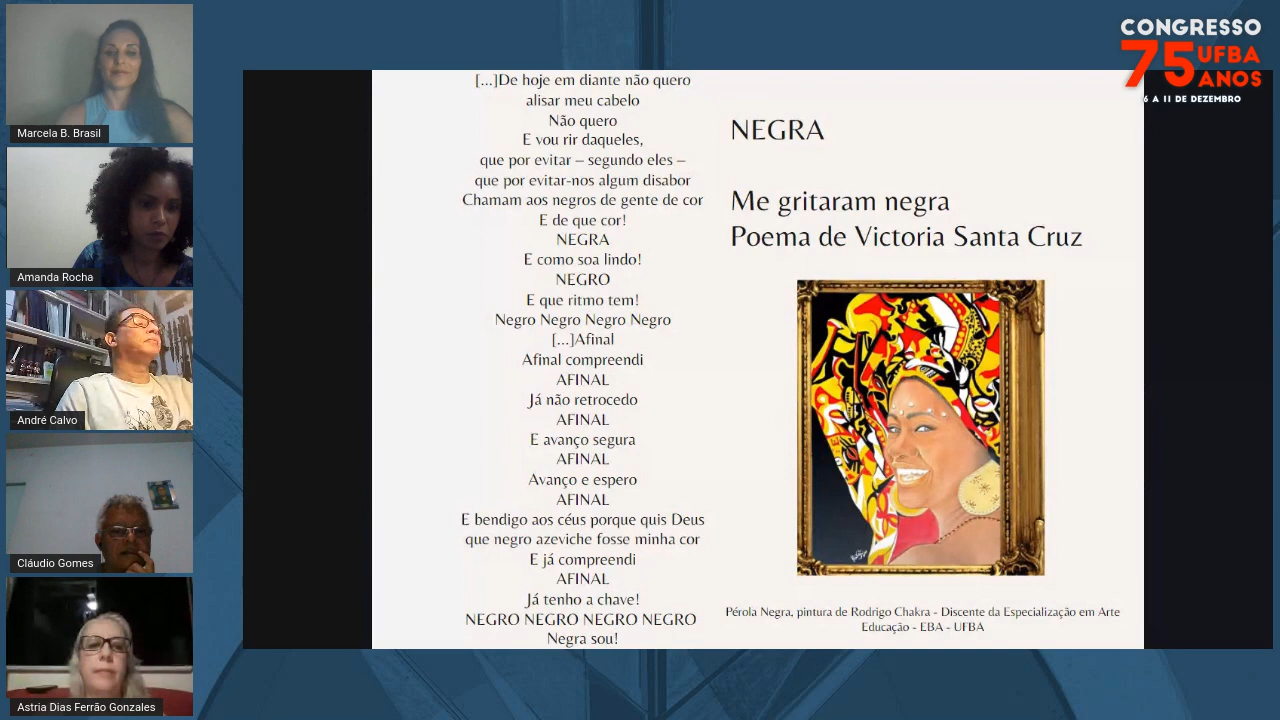 CONGRESSO
75 UFBA
ANOS
6 A 11 DE DEZEMBRO
Marcela B. Brasil
Amanda Rocha
André Calvo
Cláudio Gomes
Astria Dias Ferrão Gonzales
[...]De hoje em diante não quero
alisar meu cabelo
Não quero
E vou rir daqueles,
que por evitar – segundo eles –
que por evitar-nos algum disabor
Chamam aos negros de gente de cor
E de que cor!
NEGRA
E como soa lindo!
NEGRO
E que ritmo tem!
Negro Negro Negro Negro
[...]Afinal
Afinal compreendi
AFINAL
Já não retrocedo
AFINAL
E avanço segura
AFINAL
Avanço e espero
AFINAL
E bendigo aos céus porque quis Deus
que negro azeviche fosse minha cor
E já compreendi
AFINAL
Já tenho a chave!
NEGRO NEGRO NEGRO NEGRO
Negra sou!
NEGRA
Me gritaram negra
Poema de Victoria Santa Cruz
Pérola Negra, pintura de Rodrigo Chakra - Discente da Especialização em Arte
Educação - EBA - UFBA